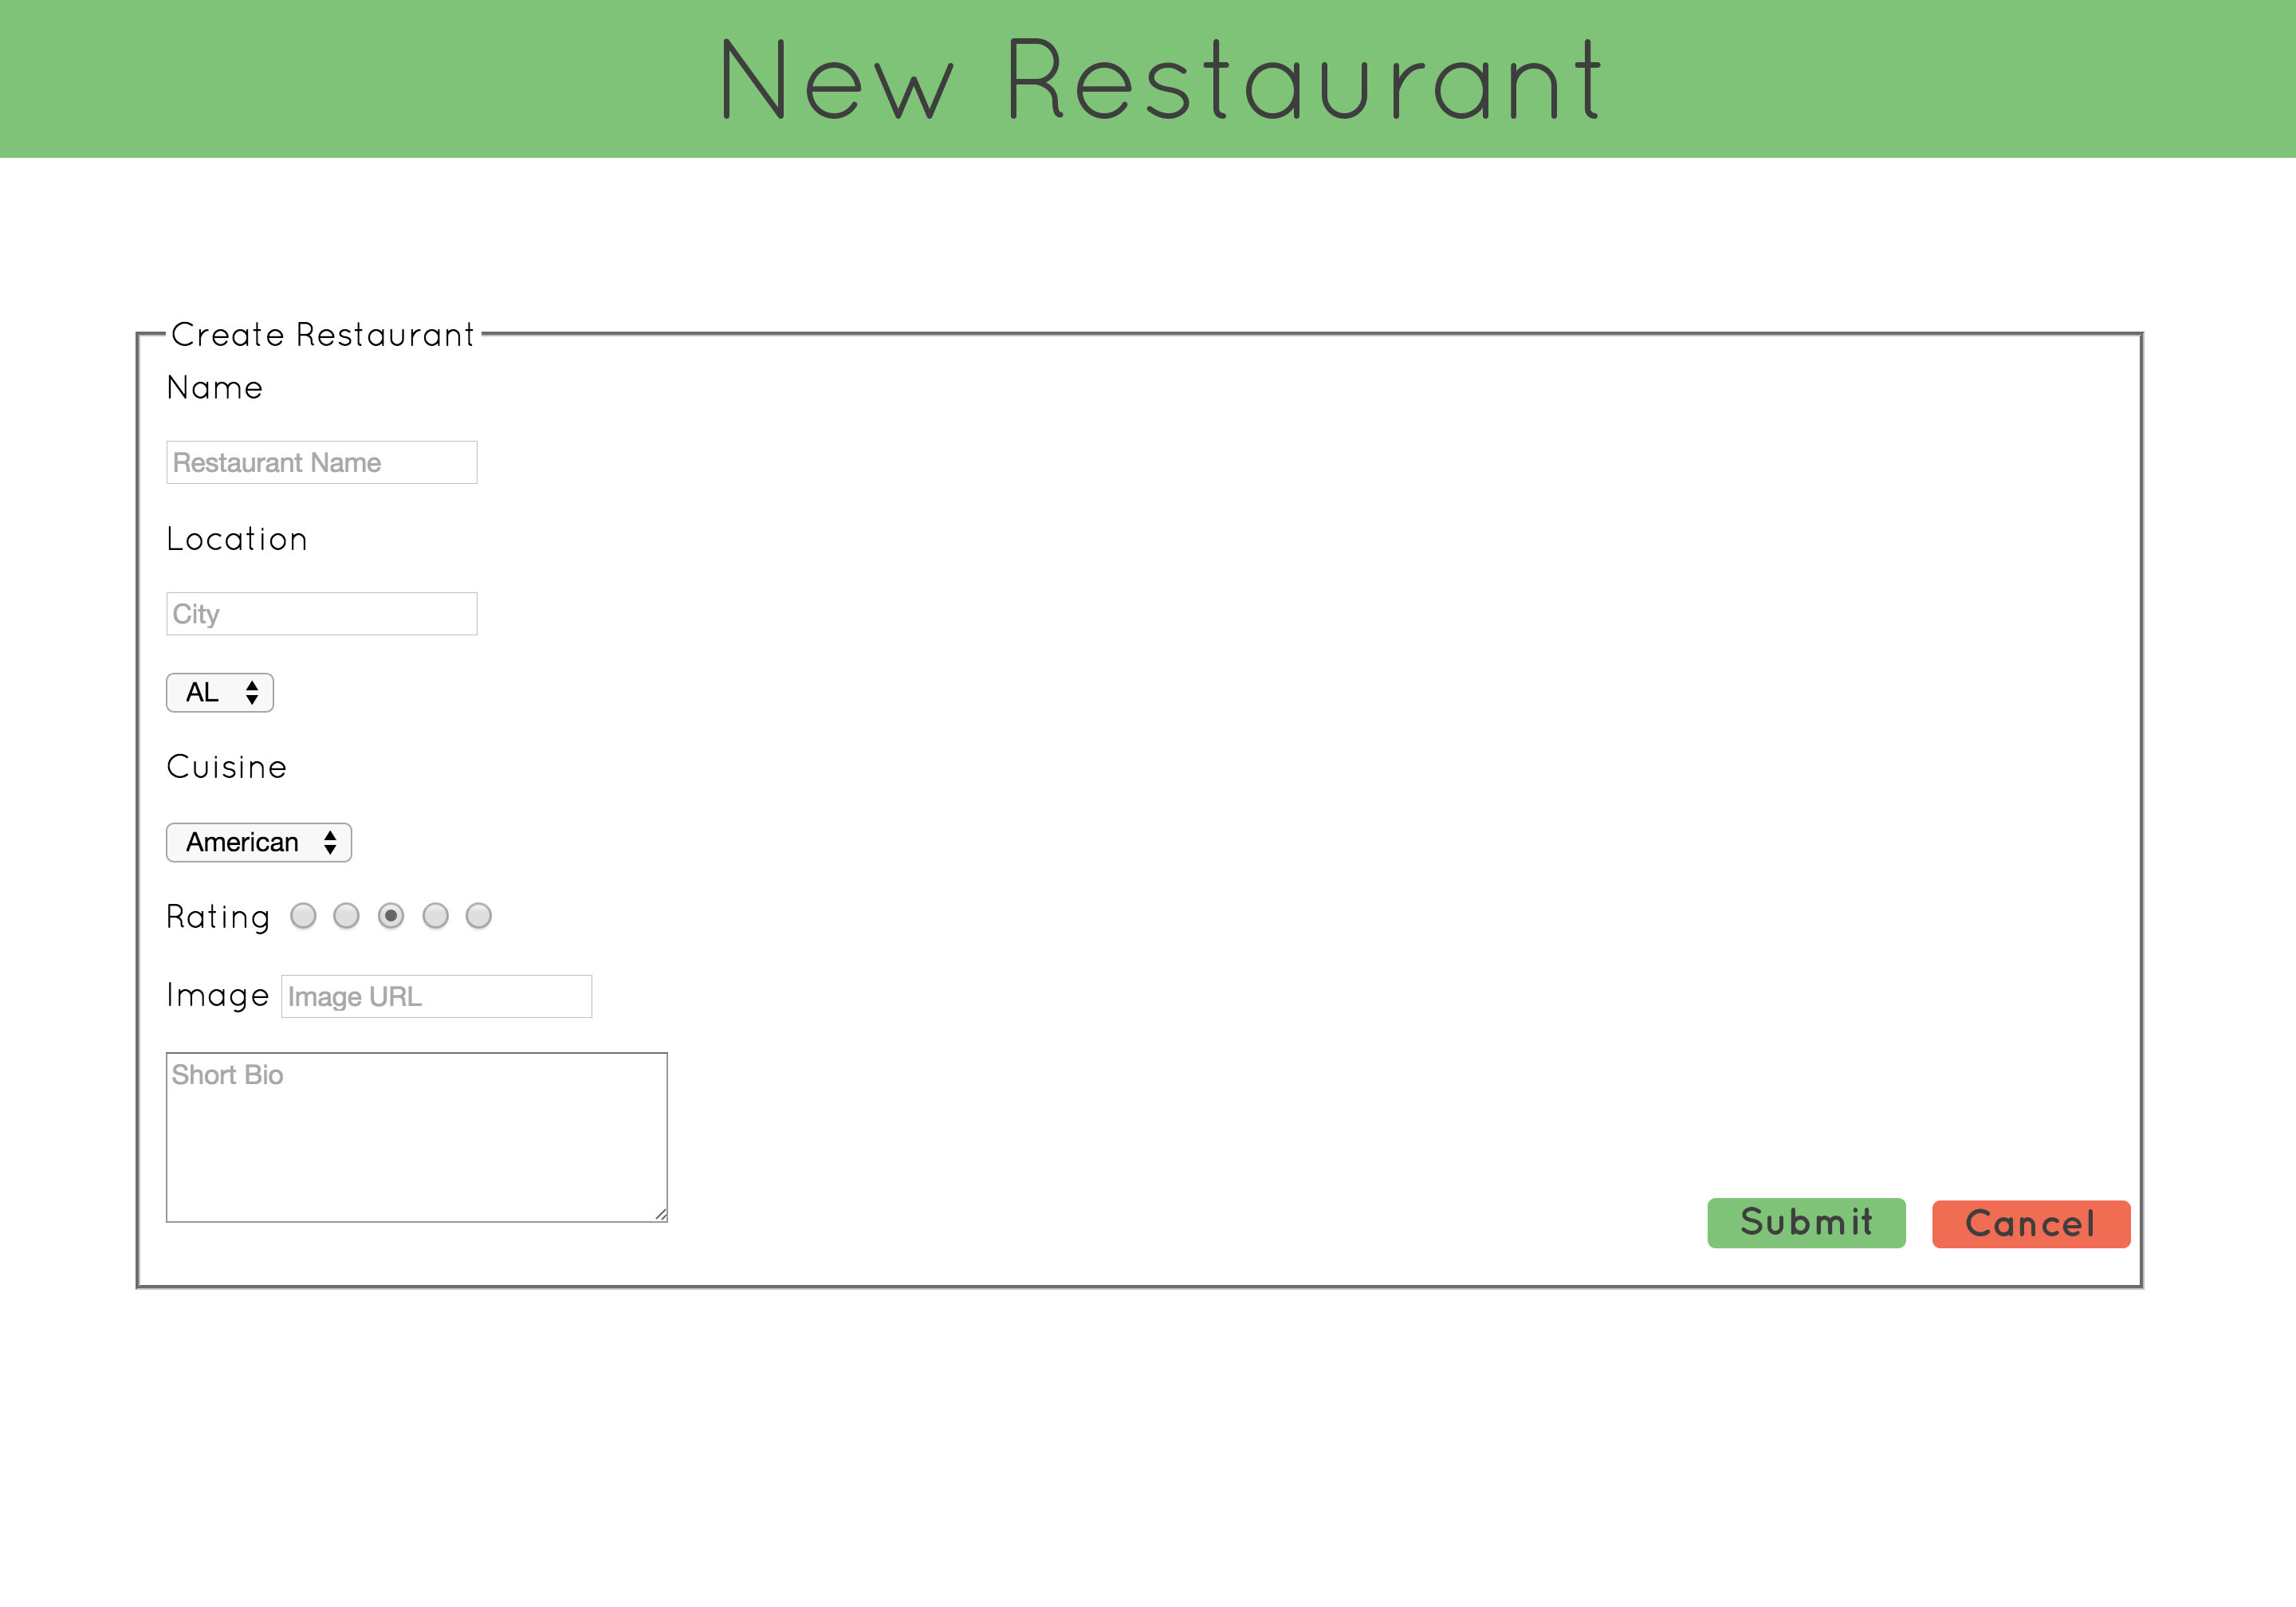 New Restaurant
Create Restaurant
Name
Restaurant Name
Location
City
AL
Cuisine
American
Rating
Image Image URL
Short Bio
Submit Cancel